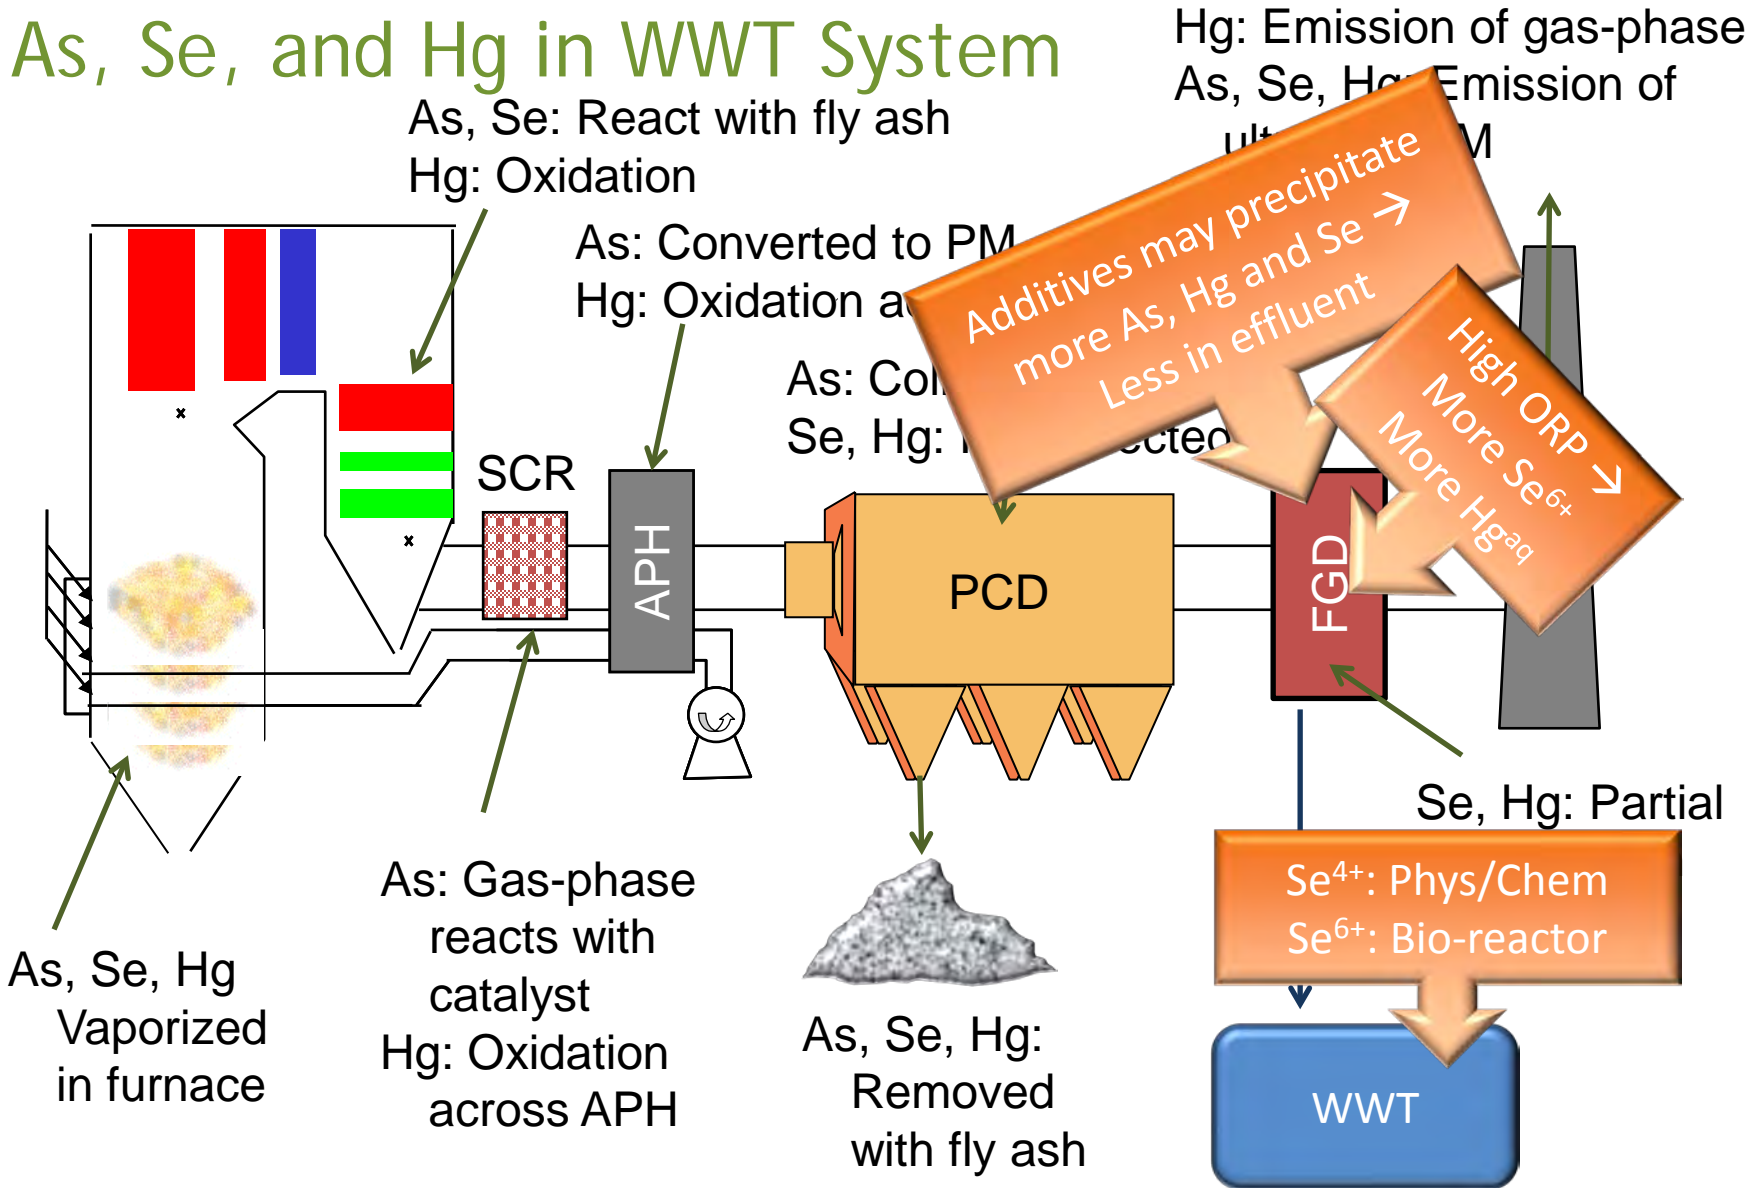 As, Se, and Hg in WWT System
Hg: Emission of gas-phase
As, Se, Hg: Emission of
As, Se: React with fly ash
Hg: Oxidation
As: Converted to PM
Hg: Oxidation
As:
Se, Hg:
Additives may precipitate
more As, Hg and Se →
Less in effluent
High ORP →
More Se6+
More Hgaq
SCR
APH
PCD
FGD
Se, Hg: Partial
Se4+: Phys/Chem
Se6+: Bio-reactor
WWT
As, Se, Hg
Vaporized
in furnace
As: Gas-phase
reacts with
catalyst
Hg: Oxidation
across APH
As, Se, Hg:
Removed
with fly ash